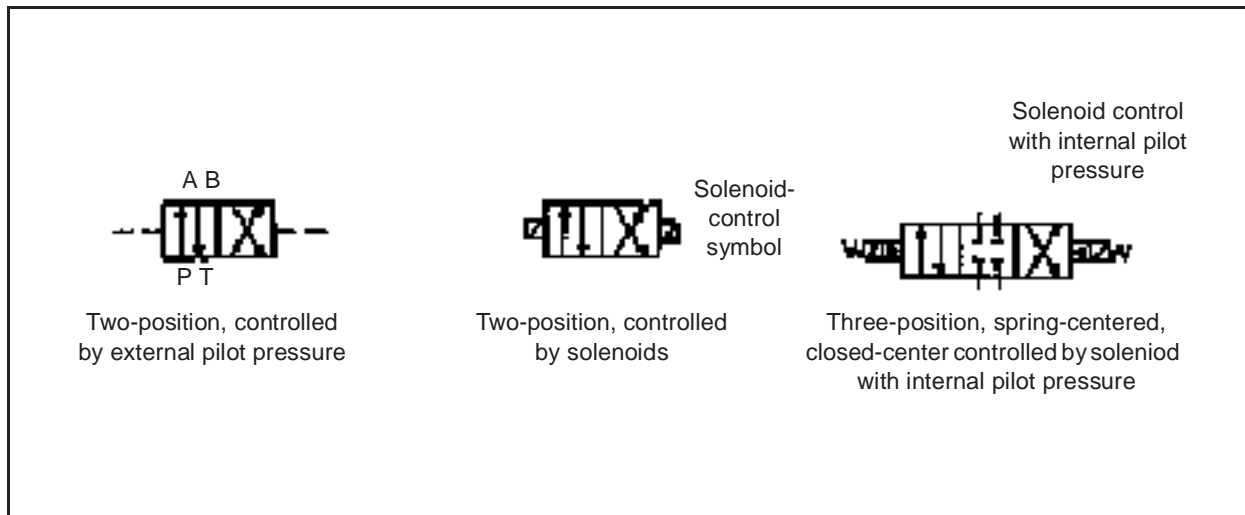 A B
P T
Two-position, controlled
by external pilot pressure
Solenoid-
control
symbol
Two-position, controlled
by solenoids
Solenoid control
with internal pilot
pressure
Three-position, spring-centered,
closed-center controlled by soleniod
with internal pilot pressure